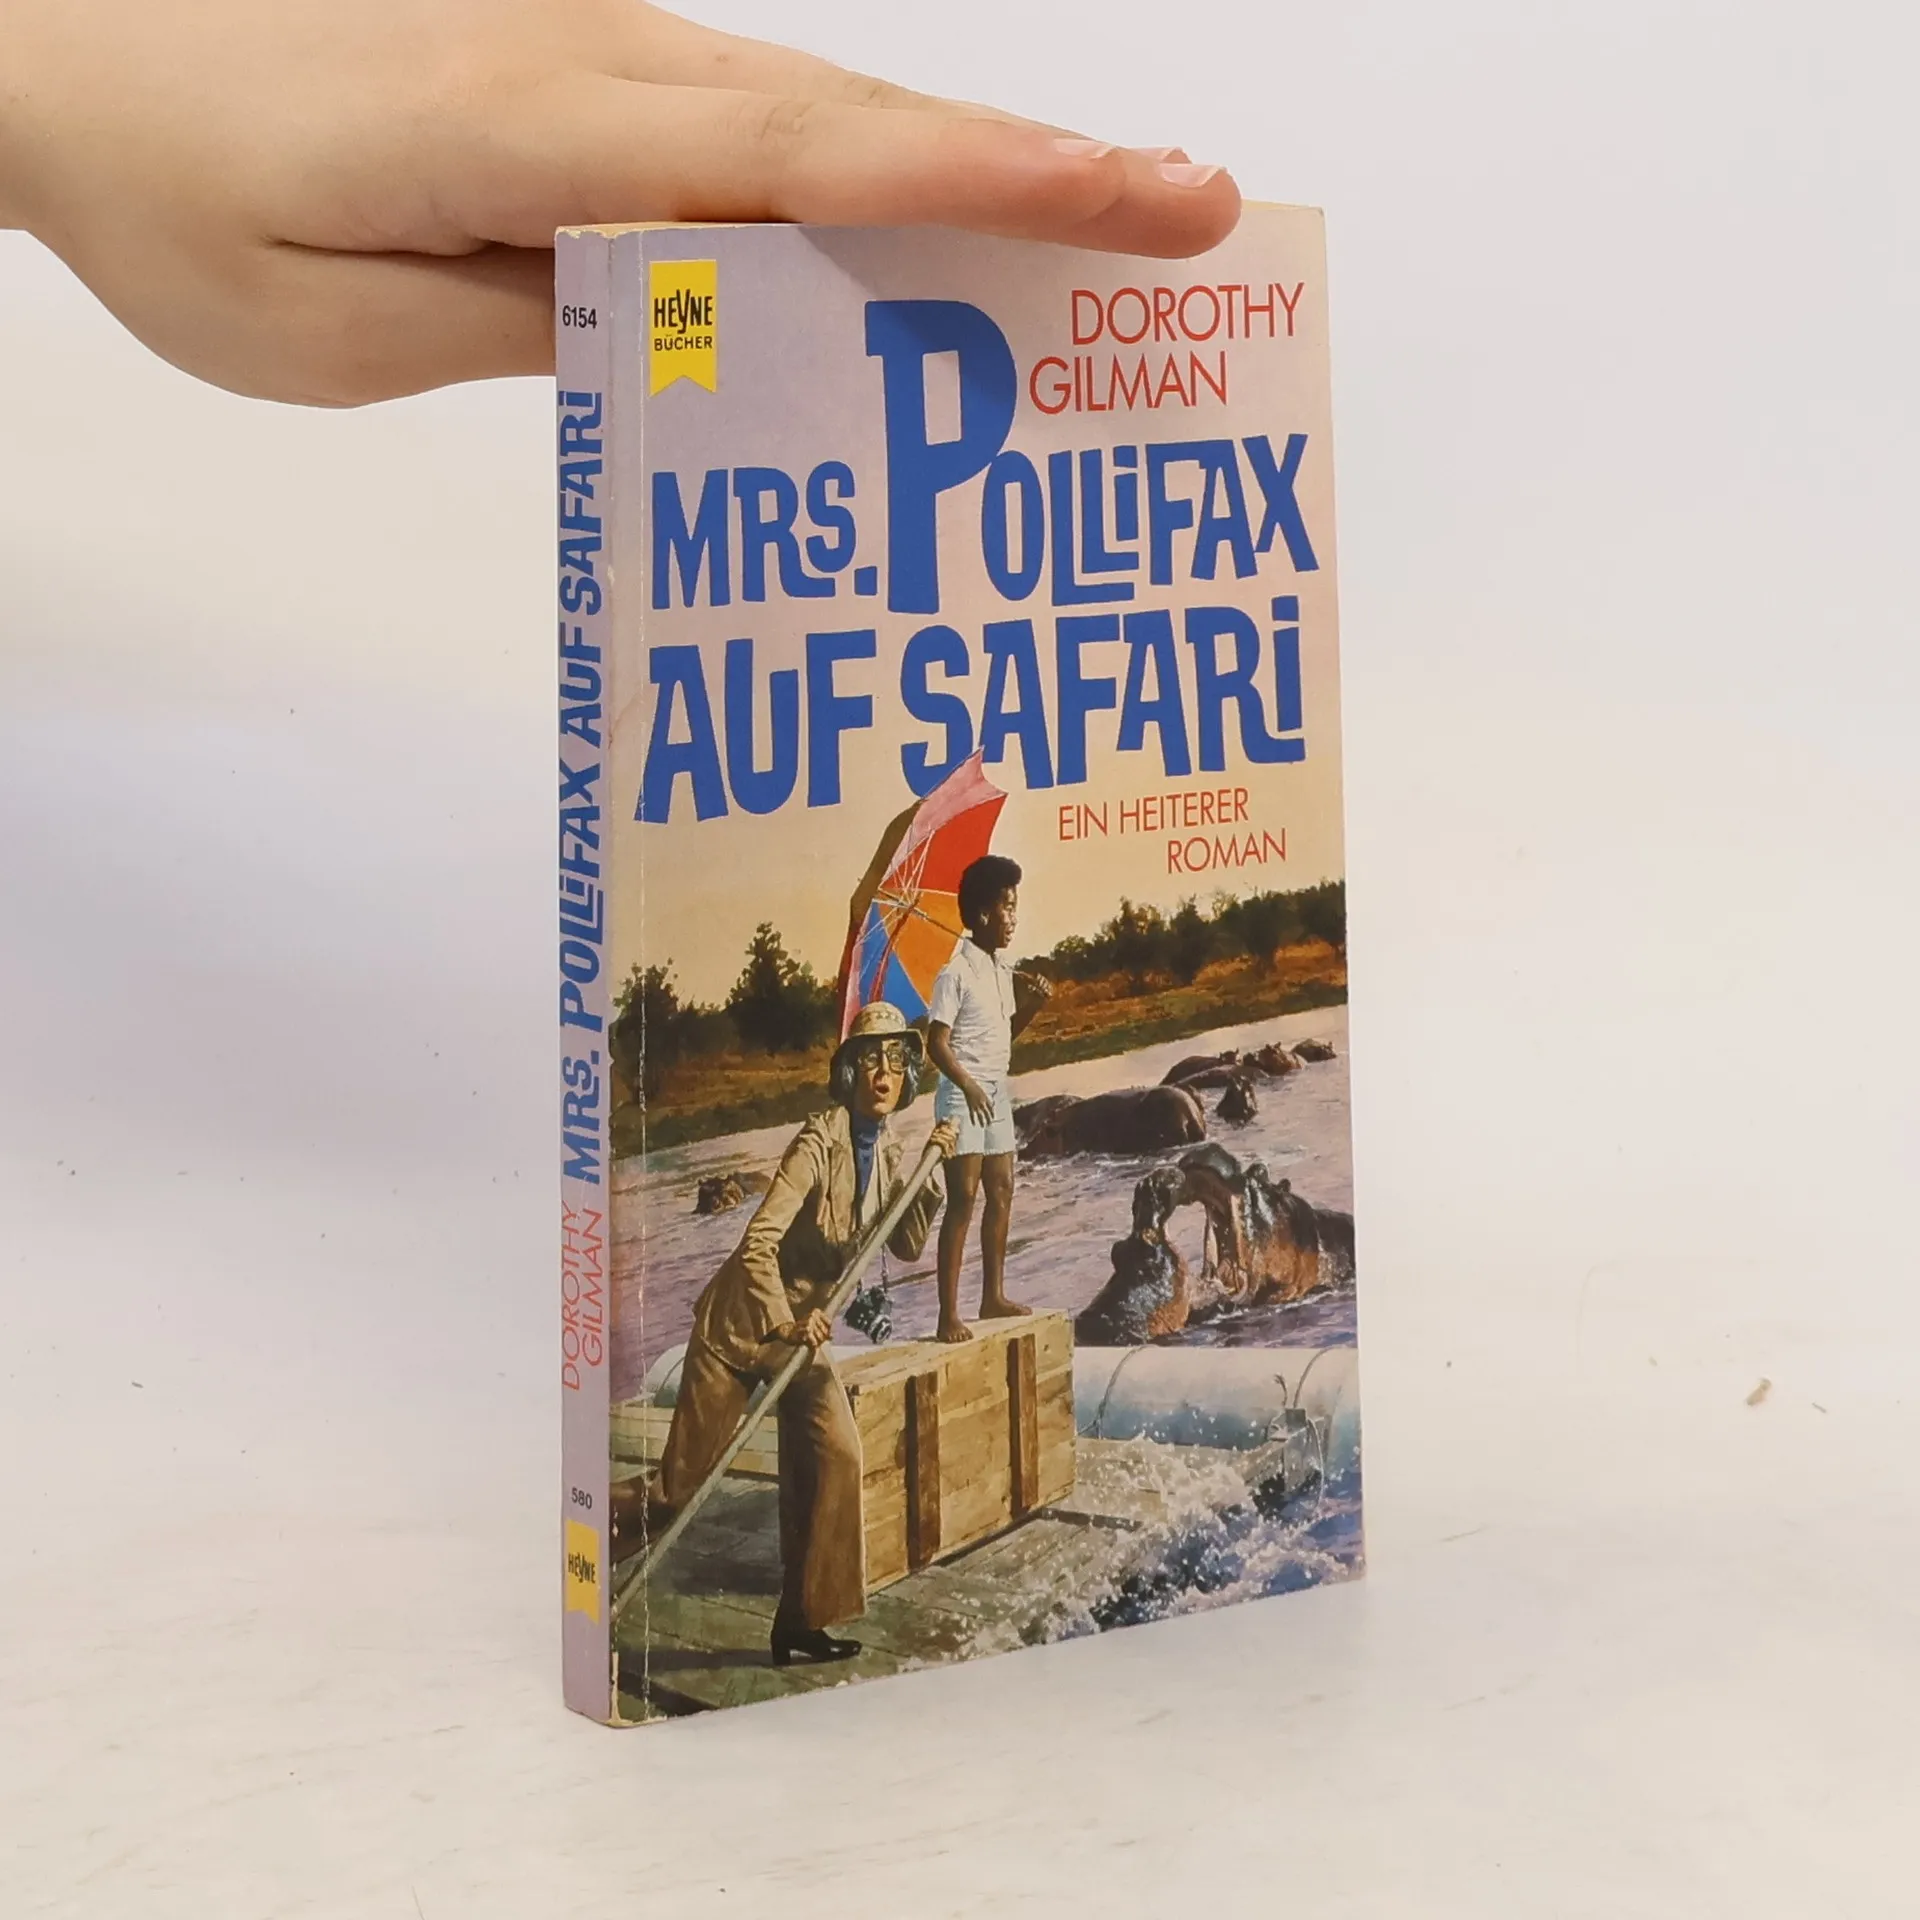 6154
MRS. POLLIFAX AUF SAFARI
DOROTHY
GILMAN
580
HEYNE
HEYNE
BÜCHER
DOROTHY
GILMAN
MRS. POLLIFAX
AUF SAFARI
EIN HEITERER
ROMAN